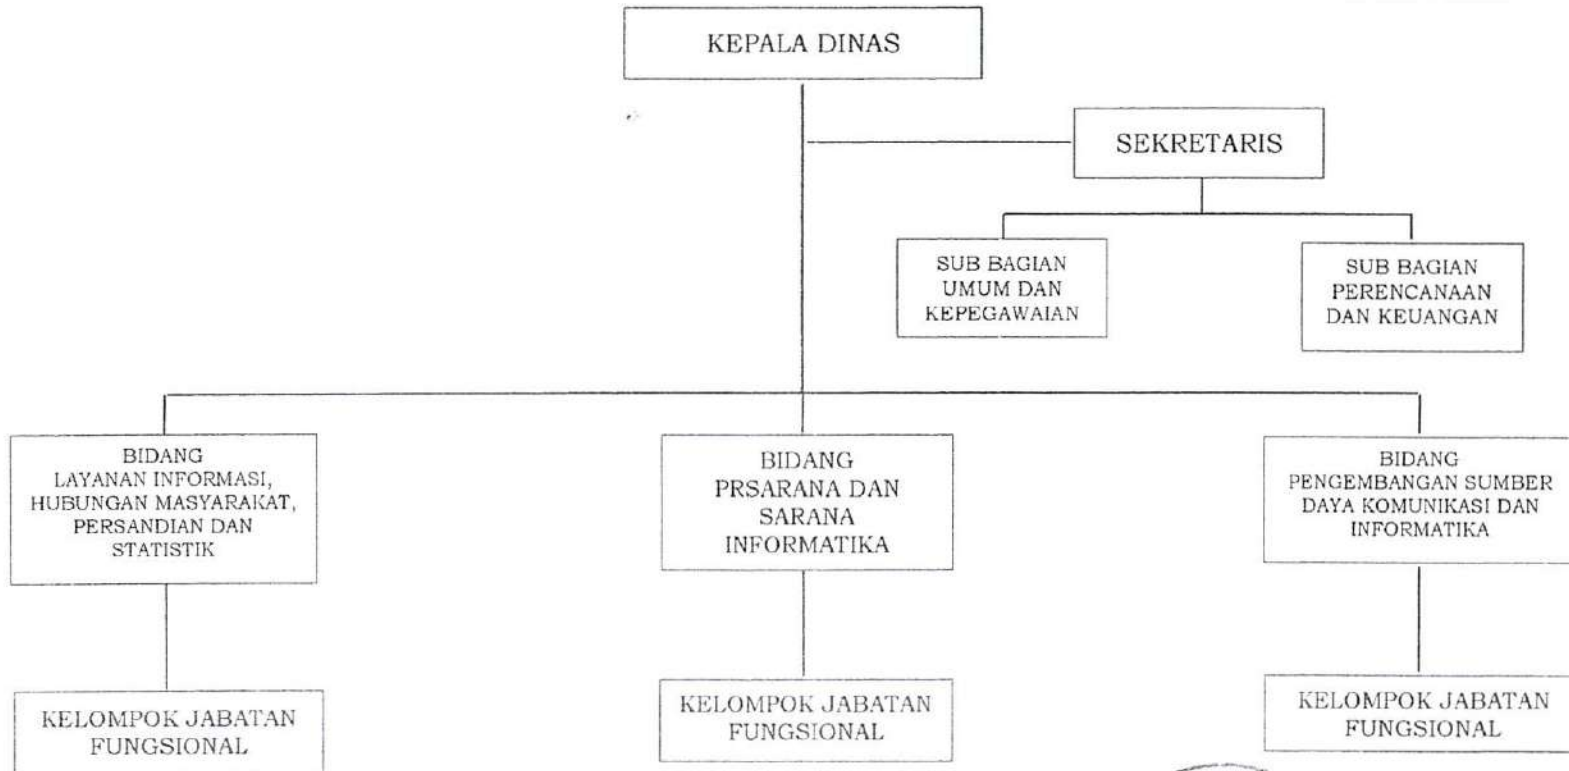 KEPALA DINAS
SEKRETARIS
SUB BAGIAN
UMUM DAN
KEPEGAWAIAN
SUB BAGIAN
PERENCANAAN
DAN KEUANGAN
BIDANG
LAYANAN INFORMASI,
HUBUNGAN MASYARAKAT,
PERSANDIAN DAN
STATISTIK
BIDANG
PRSARANA DAN
SARANA
INFORMATIKA
BIDANG
PENGEMBANGAN SUMBER
DAYA KOMUNIKASI DAN
INFORMATIKA
KELOMPOK JABATAN
FUNGSIONAL
KELOMPOK JABATAN
FUNGSIONAL
KELOMPOK JABATAN
FUNGSIONAL